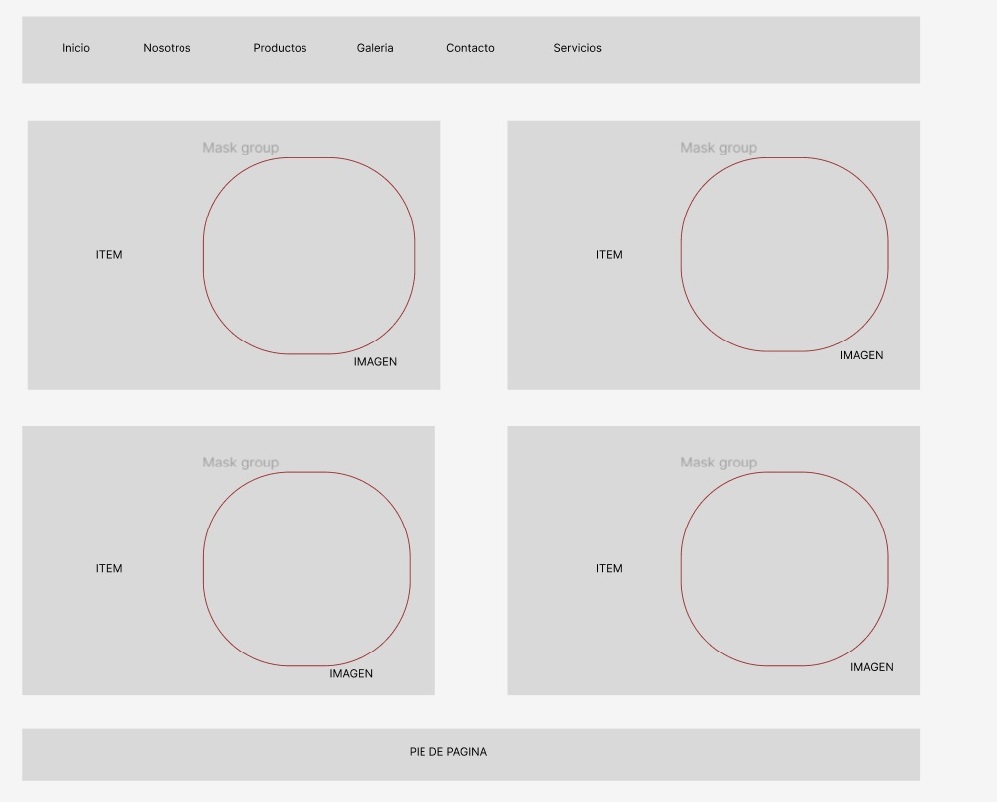 Inicio Nosotros Productos Galeria Contacto Servicios
Mask group
ITEM
IMAGEN
Mask group
ITEM
IMAGEN
Mask group
ITEM
IMAGEN
Mask group
ITEM
IMAGEN
PIE DE PAGINA